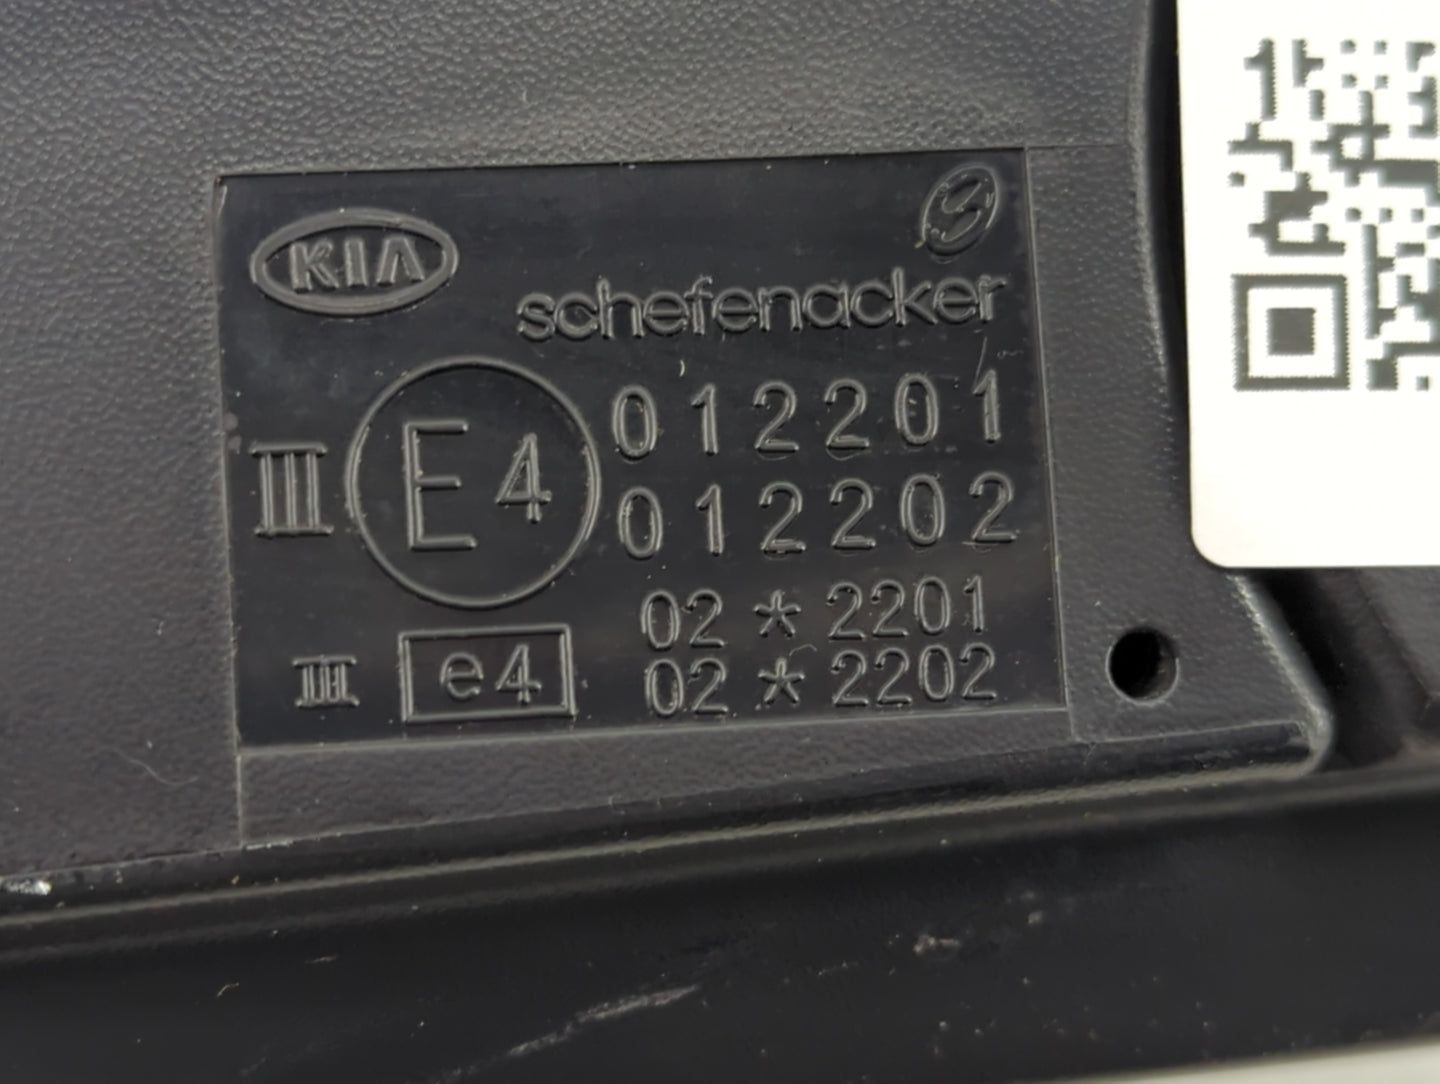 KIA
S
schefenacker
III E4 012201
012202
02 * 2201
III e4 02 * 2202